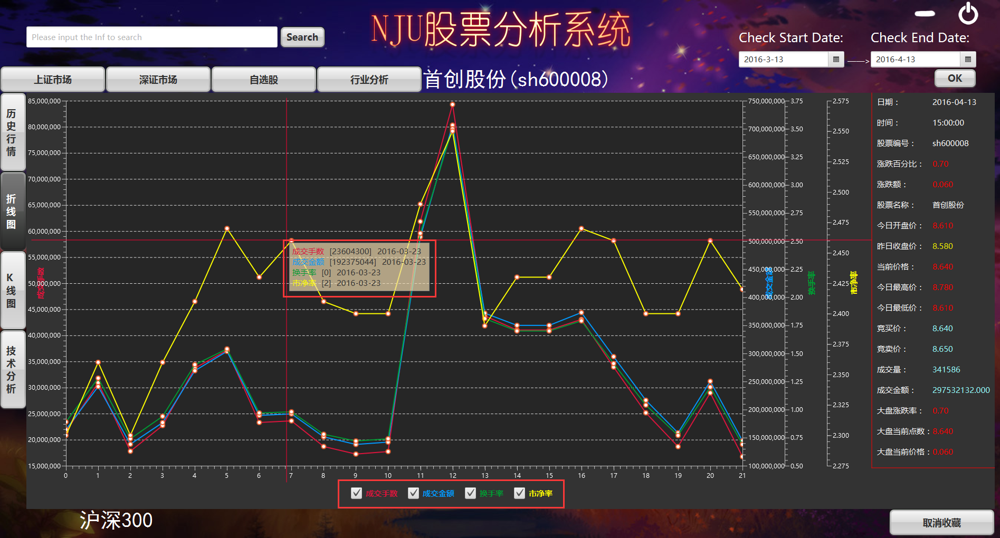 NJU股票分析系统
Please input the Inf to search
Search
Check Start Date:
Check End Date:
2016-3-13
——>
2016-4-13
OK
上证市场
深证市场
自选股
行业分析
首创股份(sh600008)
历史行情
折线图
K线图
技术分析
85,000,000
80,000,000
75,000,000
70,000,000
65,000,000
60,000,000
55,000,000
50,000,000
45,000,000
40,000,000
35,000,000
30,000,000
25,000,000
20,000,000
15,000,000
成交手数
成交手数 [23604300] 2016-03-23
成交金额 [192375044] 2016-03-23
换手率 [0] 2016-03-23
市净率 [2] 2016-03-23
750,000,000
700,000,000
650,000,000
600,000,000
550,000,000
500,000,000
450,000,000
400,000,000
350,000,000
300,000,000
250,000,000
200,000,000
150,000,000
100,000,000
成交金额
3.75
3.50
3.25
3.00
2.75
2.50
2.25
2.00
1.75
1.50
1.25
1.00
0.75
0.50
换手率
2.575
2.550
2.525
2.500
2.475
2.450
2.425
2.400
2.375
2.350
2.325
2.300
2.275
市净率
0 1 2 3 4 5 6 7 8 9 10 11 12 13 14 15 16 17 18 19 20 21
成交手数 成交金额 换手率 市净率
日期： 2016-04-13
时间： 15:00:00
股票编号： sh600008
涨跌百分比： 0.70
涨跌额： 0.060
股票名称： 首创股份
今日开盘价： 8.610
昨日收盘价： 8.580
当前价格： 8.640
今日最高价： 8.780
今日最低价： 8.610
竞买价： 8.640
竞卖价： 8.650
成交量： 341586
成交金额： 297532132.000
大盘涨跌率： 0.70
大盘当前点数： 8.640
大盘当前价格： 0.060
沪深300
取消收藏